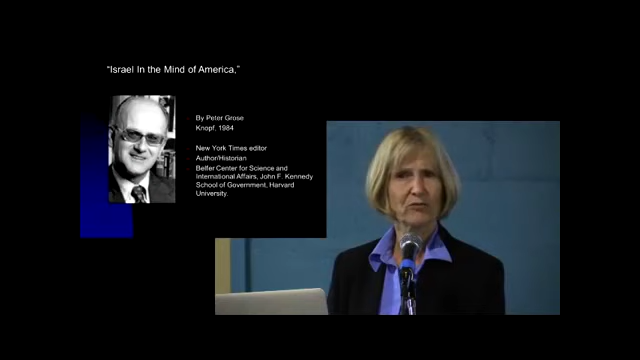 "Israel In the Mind of America,"
By Peter Grose
Knopf, 1984
New York Times editor
Author/Historian
Belfer Center for Science and
International Affairs, John F. Kennedy
School of Government, Harvard
University.